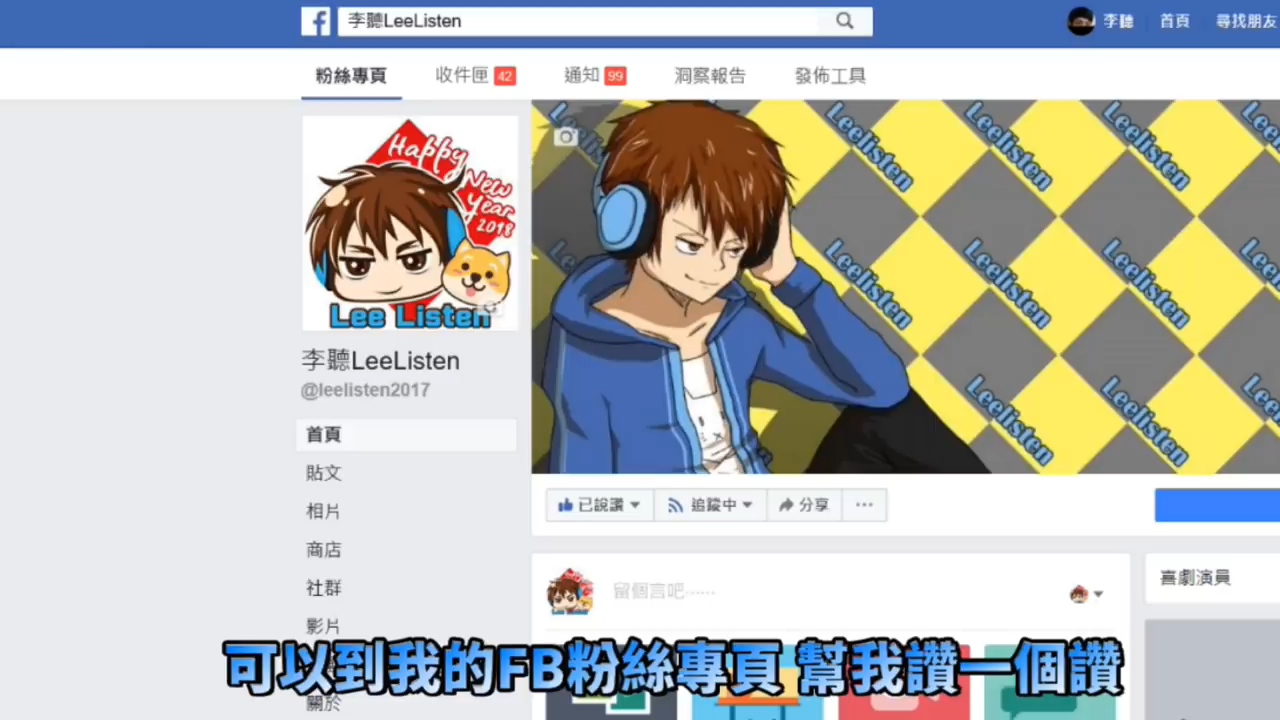 李聽LeeListen
李聽
首頁
尋找朋友
粉絲專頁
收件匣 42
通知 99
洞察報告
發佈工具
Happy
New
Year
2018
Lee Listen
Leelisten
Leelisten
Leelisten
Leelisten
Leelisten
Leelisten
Leelisten
Leelisten
Leelisten
Leelisten
李聽LeeListen
@leelisten2017
首頁
貼文
相片
商店
社群
影片
關於
已說讚
追蹤中
分享
留個言吧······
喜劇演員
可以到我的FB粉絲專頁 幫我讚一個讚